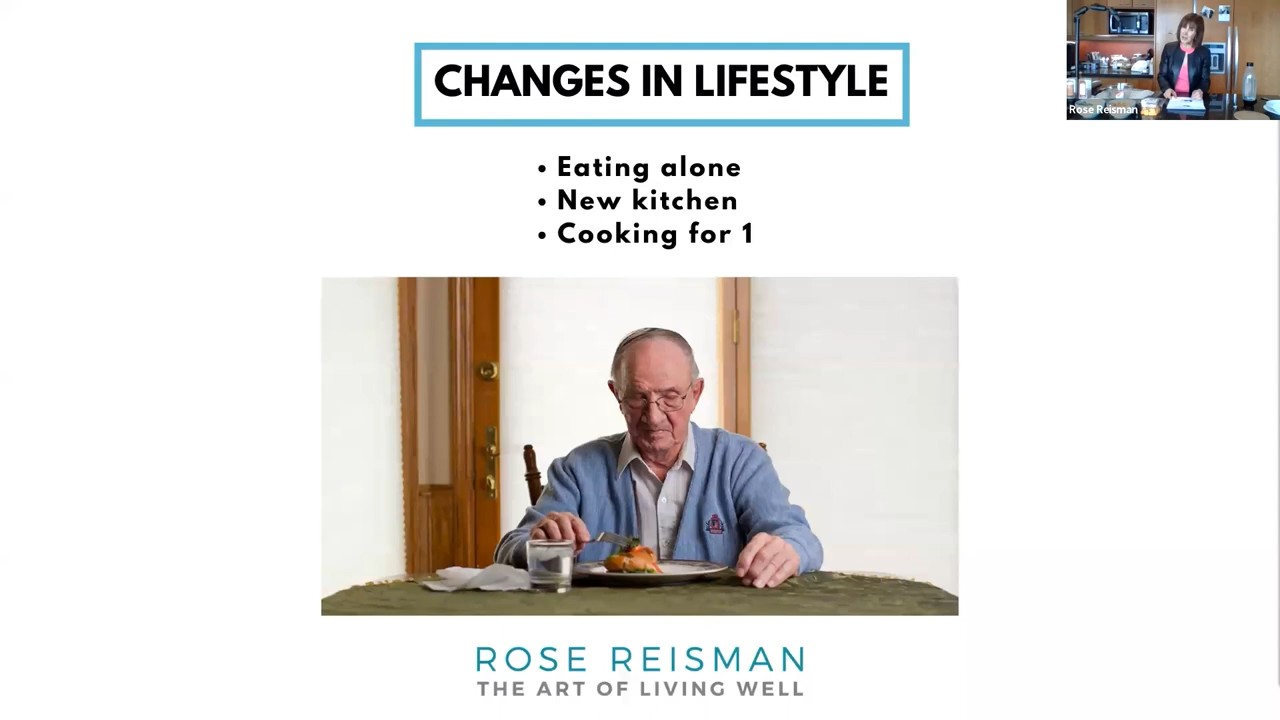 CHANGES IN LIFESTYLE
• Eating alone
• New kitchen
• Cooking for 1
Rose Reisman
ROSE REISMAN
THE ART OF LIVING WELL